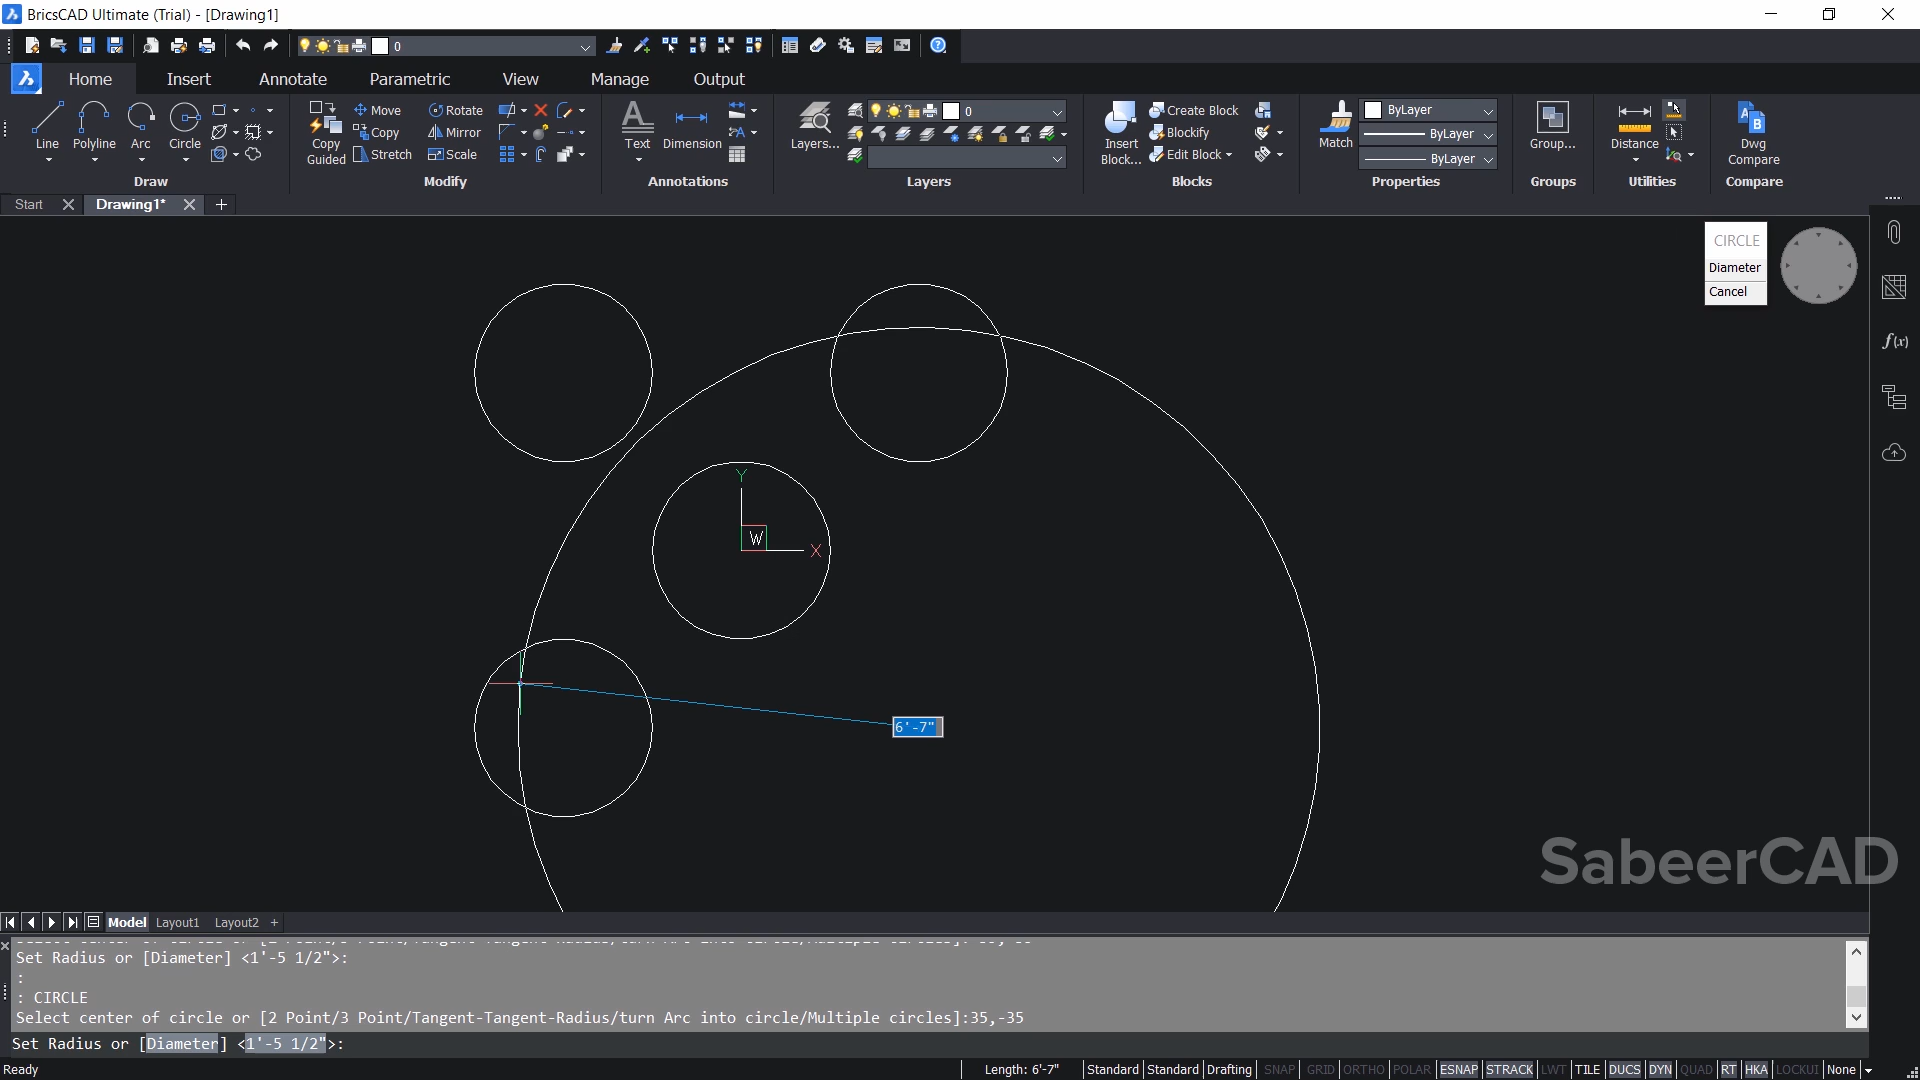 BricsCAD Ultimate (Trial) - [Drawing1]
0
Home Insert Annotate Parametric View Manage Output
Line Polyline Arc Circle
Draw
Copy Guided
Move
Copy
Stretch
Rotate
Mirror
Scale
Modify
Text Dimension
Annotations
Layers...
0
Layers
Insert Block...
Create Block
Blockify
Edit Block
Blocks
Match
ByLayer
ByLayer
ByLayer
Properties
Group...
Groups
Distance
Utilities
Dwg Compare
Compare
Start Drawing1*
CIRCLE
Diameter
Cancel
f(x)
Y
W
X
6'-7"
SabeerCAD
Model Layout1 Layout2 +
Set Radius or [Diameter] <1'-5 1/2">:
:
: CIRCLE
Select center of circle or [2 Point/3 Point/Tangent-Tangent-Radius/turn Arc into circle/Multiple circles]:35,-35
Set Radius or [Diameter] <1'-5 1/2">:
Ready
Length: 6'-7" Standard Standard Drafting SNAP GRID ORTHO POLAR ESNAP STRACK LWT TILE DUCS DYN QUAD RT HKA LOCKUI None